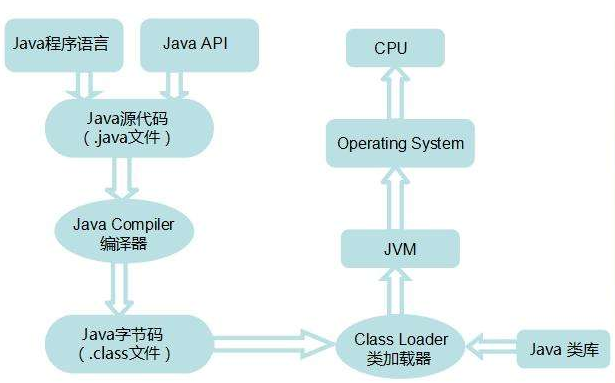 Java程序语言
Java API
Java源代码
（.java文件）
Java Compiler
编译器
Java字节码
（.class文件）
CPU
Operating System
JVM
Class Loader
类加载器
Java 类库